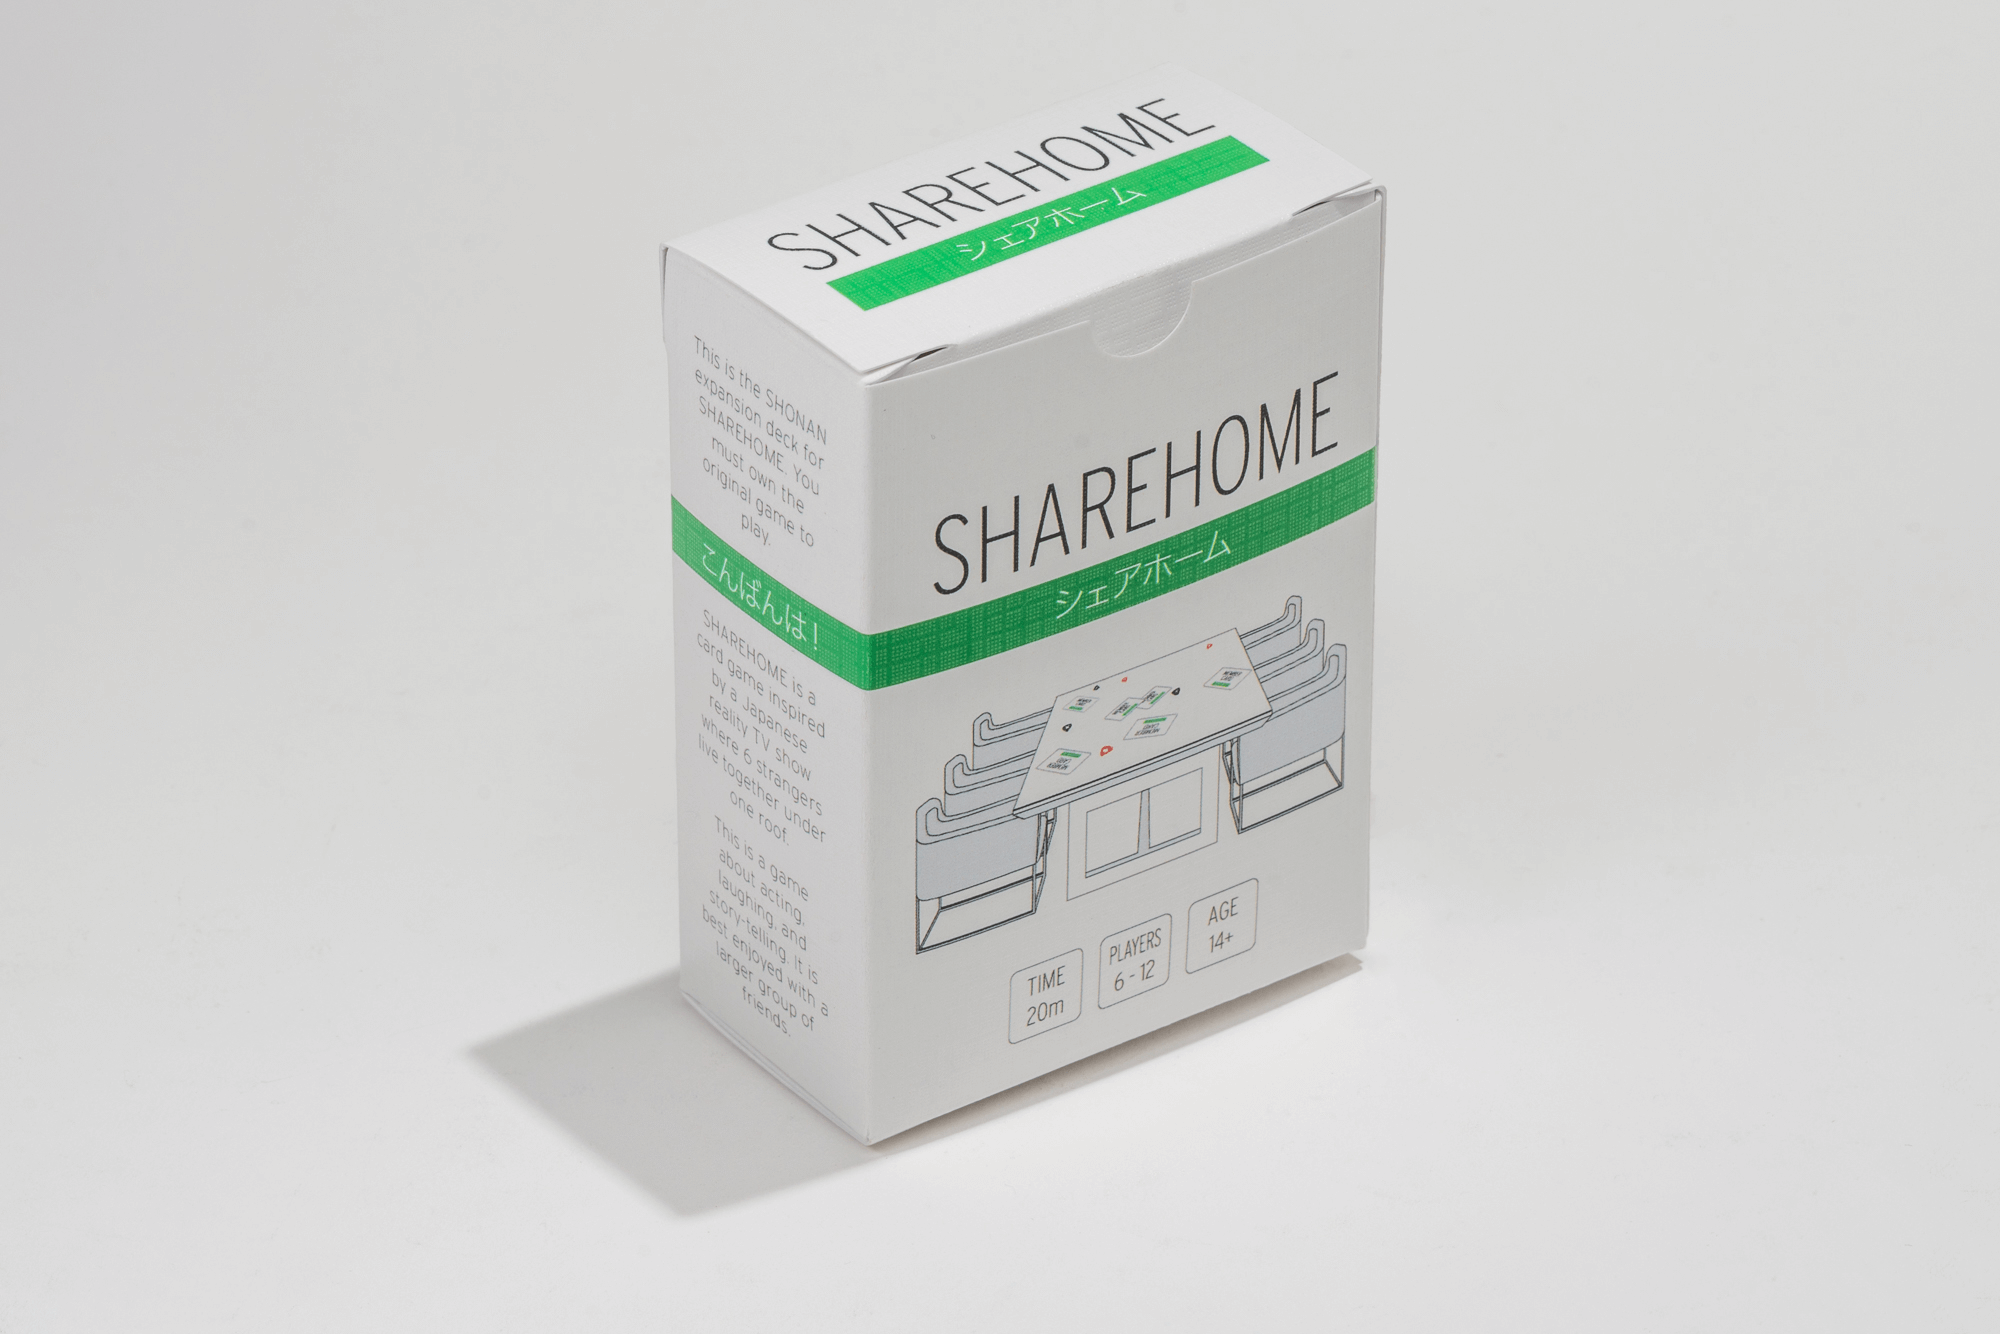 SHAREHOME
シェアホーム
This is the SHONAN
expansion deck for
SHAREHOME. You
must own the
original game to
play.
こんばんは!
SHAREHOME is a
card game inspired
by a Japanese
reality TV show
where 6 strangers
live together under
one roof.
This is a game
about acting,
laughing, and
story-telling. It is
best enjoyed with a
larger group of
friends.
SHAREHOME
シェアホーム
TIME
20m
PLAYERS
6 - 12
AGE
14+